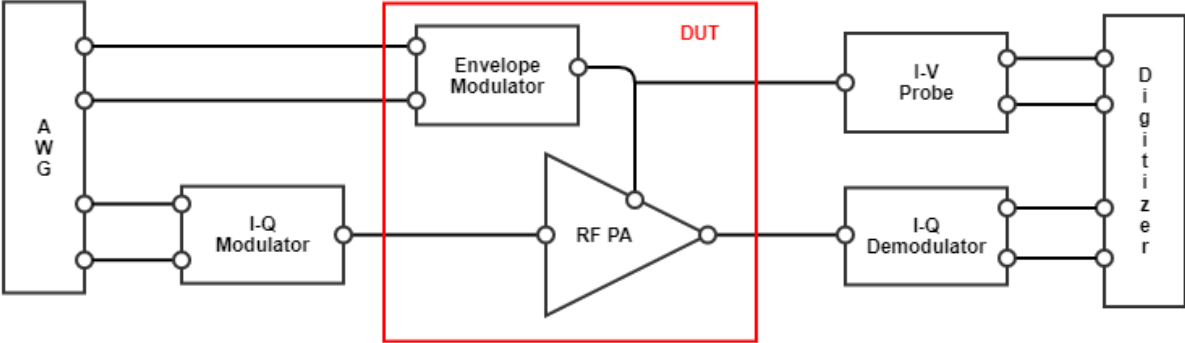 A
W
G
Envelope
Modulator
DUT
I-V
Probe
D
i
g
i
t
i
z
e
r
I-Q
Modulator
RF PA
I-Q
Demodulator